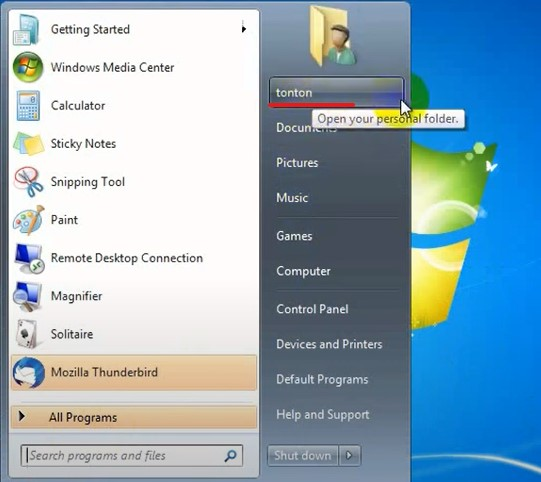 Getting Started
Windows Media Center
Calculator
Sticky Notes
Snipping Tool
Paint
Remote Desktop Connection
Magnifier
Solitaire
Mozilla Thunderbird
All Programs
Search programs and files
tonton
Open your personal folder.
Documents
Pictures
Music
Games
Computer
Control Panel
Devices and Printers
Default Programs
Help and Support
Shut down